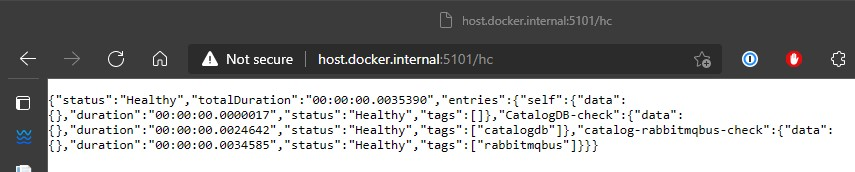 host.docker.internal:5101/hc
Not secure | host.docker.internal:5101/hc
{"status":"Healthy","totalDuration":"00:00:00.0035390","entries":{"self":{"data":
{},"duration":"00:00:00.0000017","status":"Healthy","tags":[]},"CatalogDB-check":{"data":
{},"duration":"00:00:00.0024642","status":"Healthy","tags":["catalogdb"]},"catalog-rabbitmqbus-check":{"data":
{},"duration":"00:00:00.0034585","status":"Healthy","tags":["rabbitmqbus"]}}}